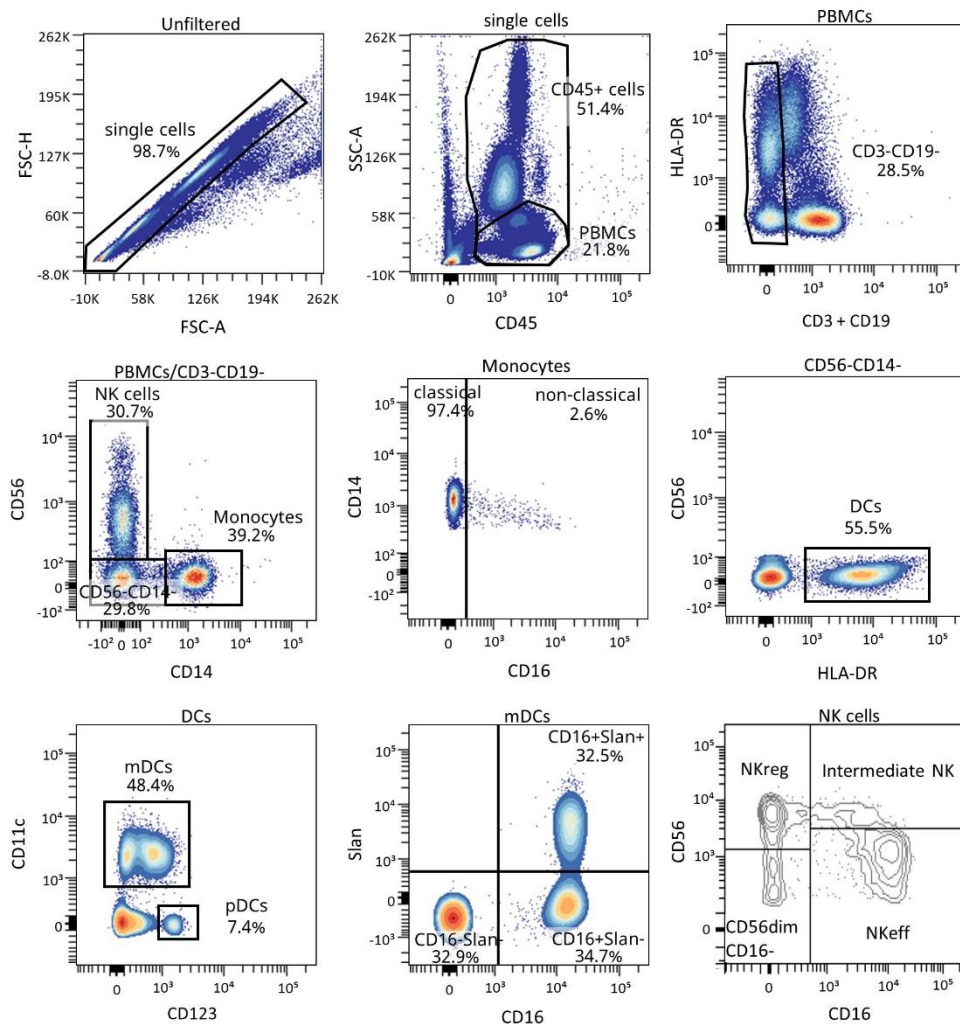 Unfiltered
262K
195K
127K
60K
-8.0K
FSC-H
single cells
98.7%
-10K 58K 126K 194K 262K
FSC-A
single cells
262K
194K
126K
58K
-10K
SSC-A
CD45+ cells
51.4%
PBMCs
21.8%
0 10³ 10⁴ 10⁵
CD45
PBMCs
10⁵
10⁴
10³
0
HLA-DR
CD3-CD19-
28.5%
0 10³ 10⁴ 10⁵
CD3 + CD19
PBMCs/CD3-CD19-
NK cells
30.7%
10⁴
10³
10²
0
-10²
CD56
Monocytes
39.2%
CD56-CD14-
29.8%
-10² 0 10² 10³ 10⁴ 10⁵
CD14
Monocytes
classical
97.4%
non-classical
2.6%
10⁵
10⁴
10³
10²
0
-10²
CD14
0 10³ 10⁴ 10⁵
CD16
CD56-CD14-
10⁴
10³
10²
0
-10²
CD56
DCs
55.5%
0 10³ 10⁴ 10⁵
HLA-DR
DCs
10⁵
10⁴
10³
0
CD11c
mDCs
48.4%
pDCs
7.4%
0 10³ 10⁴ 10⁵
CD123
mDCs
10⁵
10⁴
10³
0
-10³
Slan
CD16+Slan+
32.5%
CD16-Slan-
32.9%
CD16+Slan-
34.7%
0 10³ 10⁴ 10⁵
CD16
NK cells
10⁵
10⁴
10³
0
CD56
NKreg
Intermediate NK
CD56dim
CD16-
NKeff
0 10³ 10⁴ 10⁵
CD16